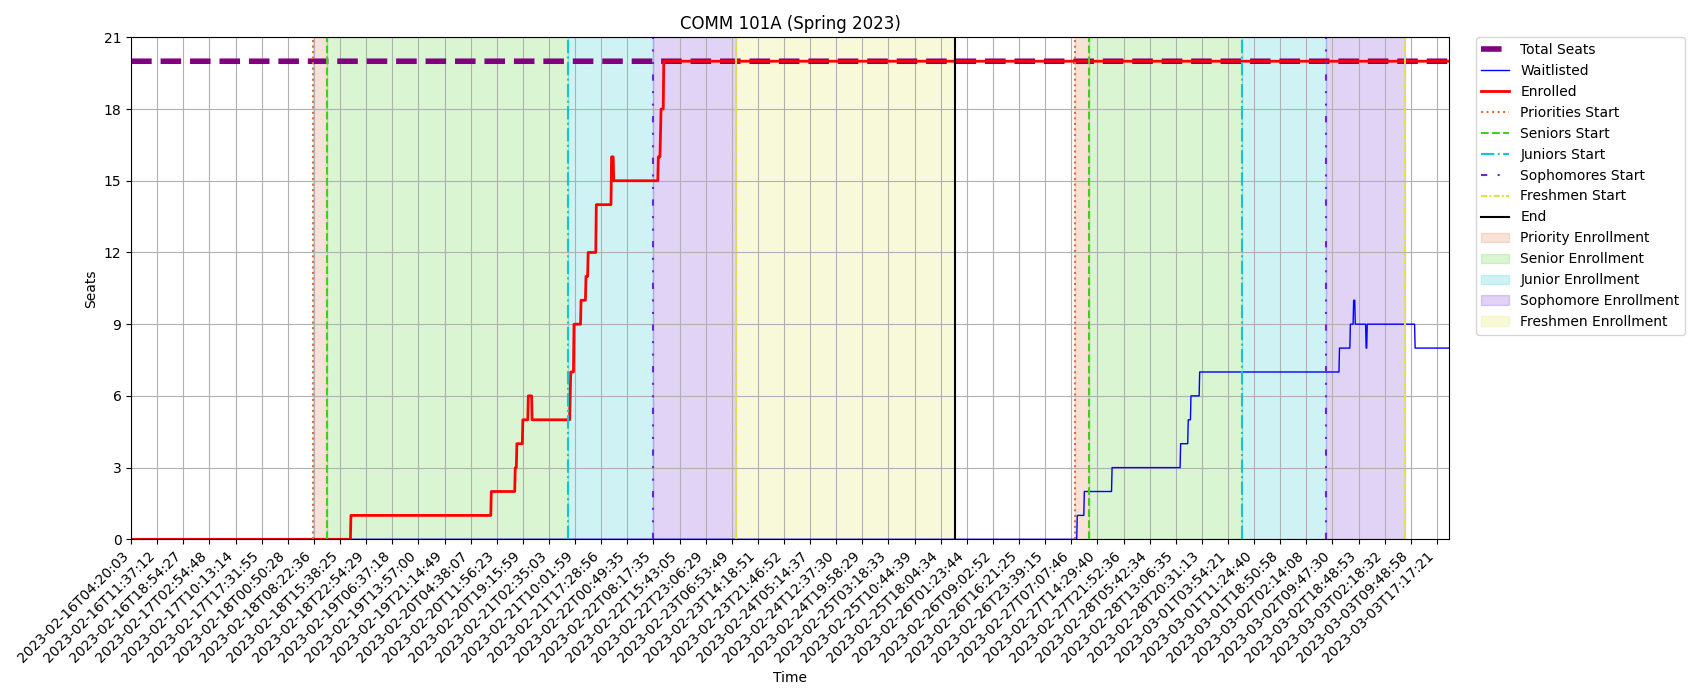 COMM 101A (Spring 2023)
21
18
15
12
9
6
3
0
Seats
2023-02-16T04:20:03
2023-02-16T11:37:12
2023-02-16T18:54:27
2023-02-17T02:54:48
2023-02-17T10:13:14
2023-02-17T17:31:55
2023-02-18T00:50:28
2023-02-18T08:22:36
2023-02-18T15:38:25
2023-02-18T22:54:29
2023-02-19T06:37:18
2023-02-19T13:57:00
2023-02-19T21:14:49
2023-02-20T04:38:07
2023-02-20T11:56:23
2023-02-20T19:15:59
2023-02-21T02:35:03
2023-02-21T10:01:59
2023-02-21T17:28:56
2023-02-22T00:49:35
2023-02-22T08:17:35
2023-02-22T15:43:05
2023-02-22T23:06:29
2023-02-23T06:53:49
2023-02-23T14:18:51
2023-02-23T21:46:52
2023-02-24T05:14:37
2023-02-24T12:37:30
2023-02-24T19:58:29
2023-02-25T03:18:33
2023-02-25T10:44:39
2023-02-25T18:04:34
2023-02-26T01:23:44
2023-02-26T09:02:52
2023-02-26T16:21:25
2023-02-26T23:39:15
2023-02-27T07:07:46
2023-02-27T14:29:40
2023-02-27T21:52:36
2023-02-28T05:42:34
2023-02-28T13:06:35
2023-02-28T20:31:13
2023-03-01T03:54:21
2023-03-01T11:24:40
2023-03-01T18:50:58
2023-03-02T02:14:08
2023-03-02T09:47:30
2023-03-02T18:48:53
2023-03-03T02:18:32
2023-03-03T09:48:58
2023-03-03T17:17:21
Time
Total Seats
Waitlisted
Enrolled
Priorities Start
Seniors Start
Juniors Start
Sophomores Start
Freshmen Start
End
Priority Enrollment
Senior Enrollment
Junior Enrollment
Sophomore Enrollment
Freshmen Enrollment